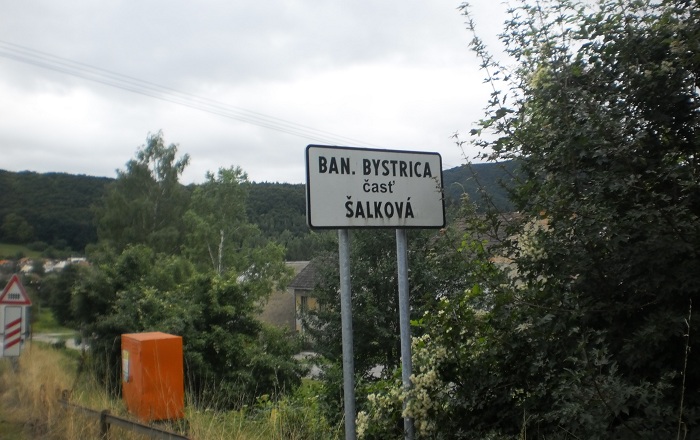 BAN. BYSTRICA
časť
ŠALKOVÁ